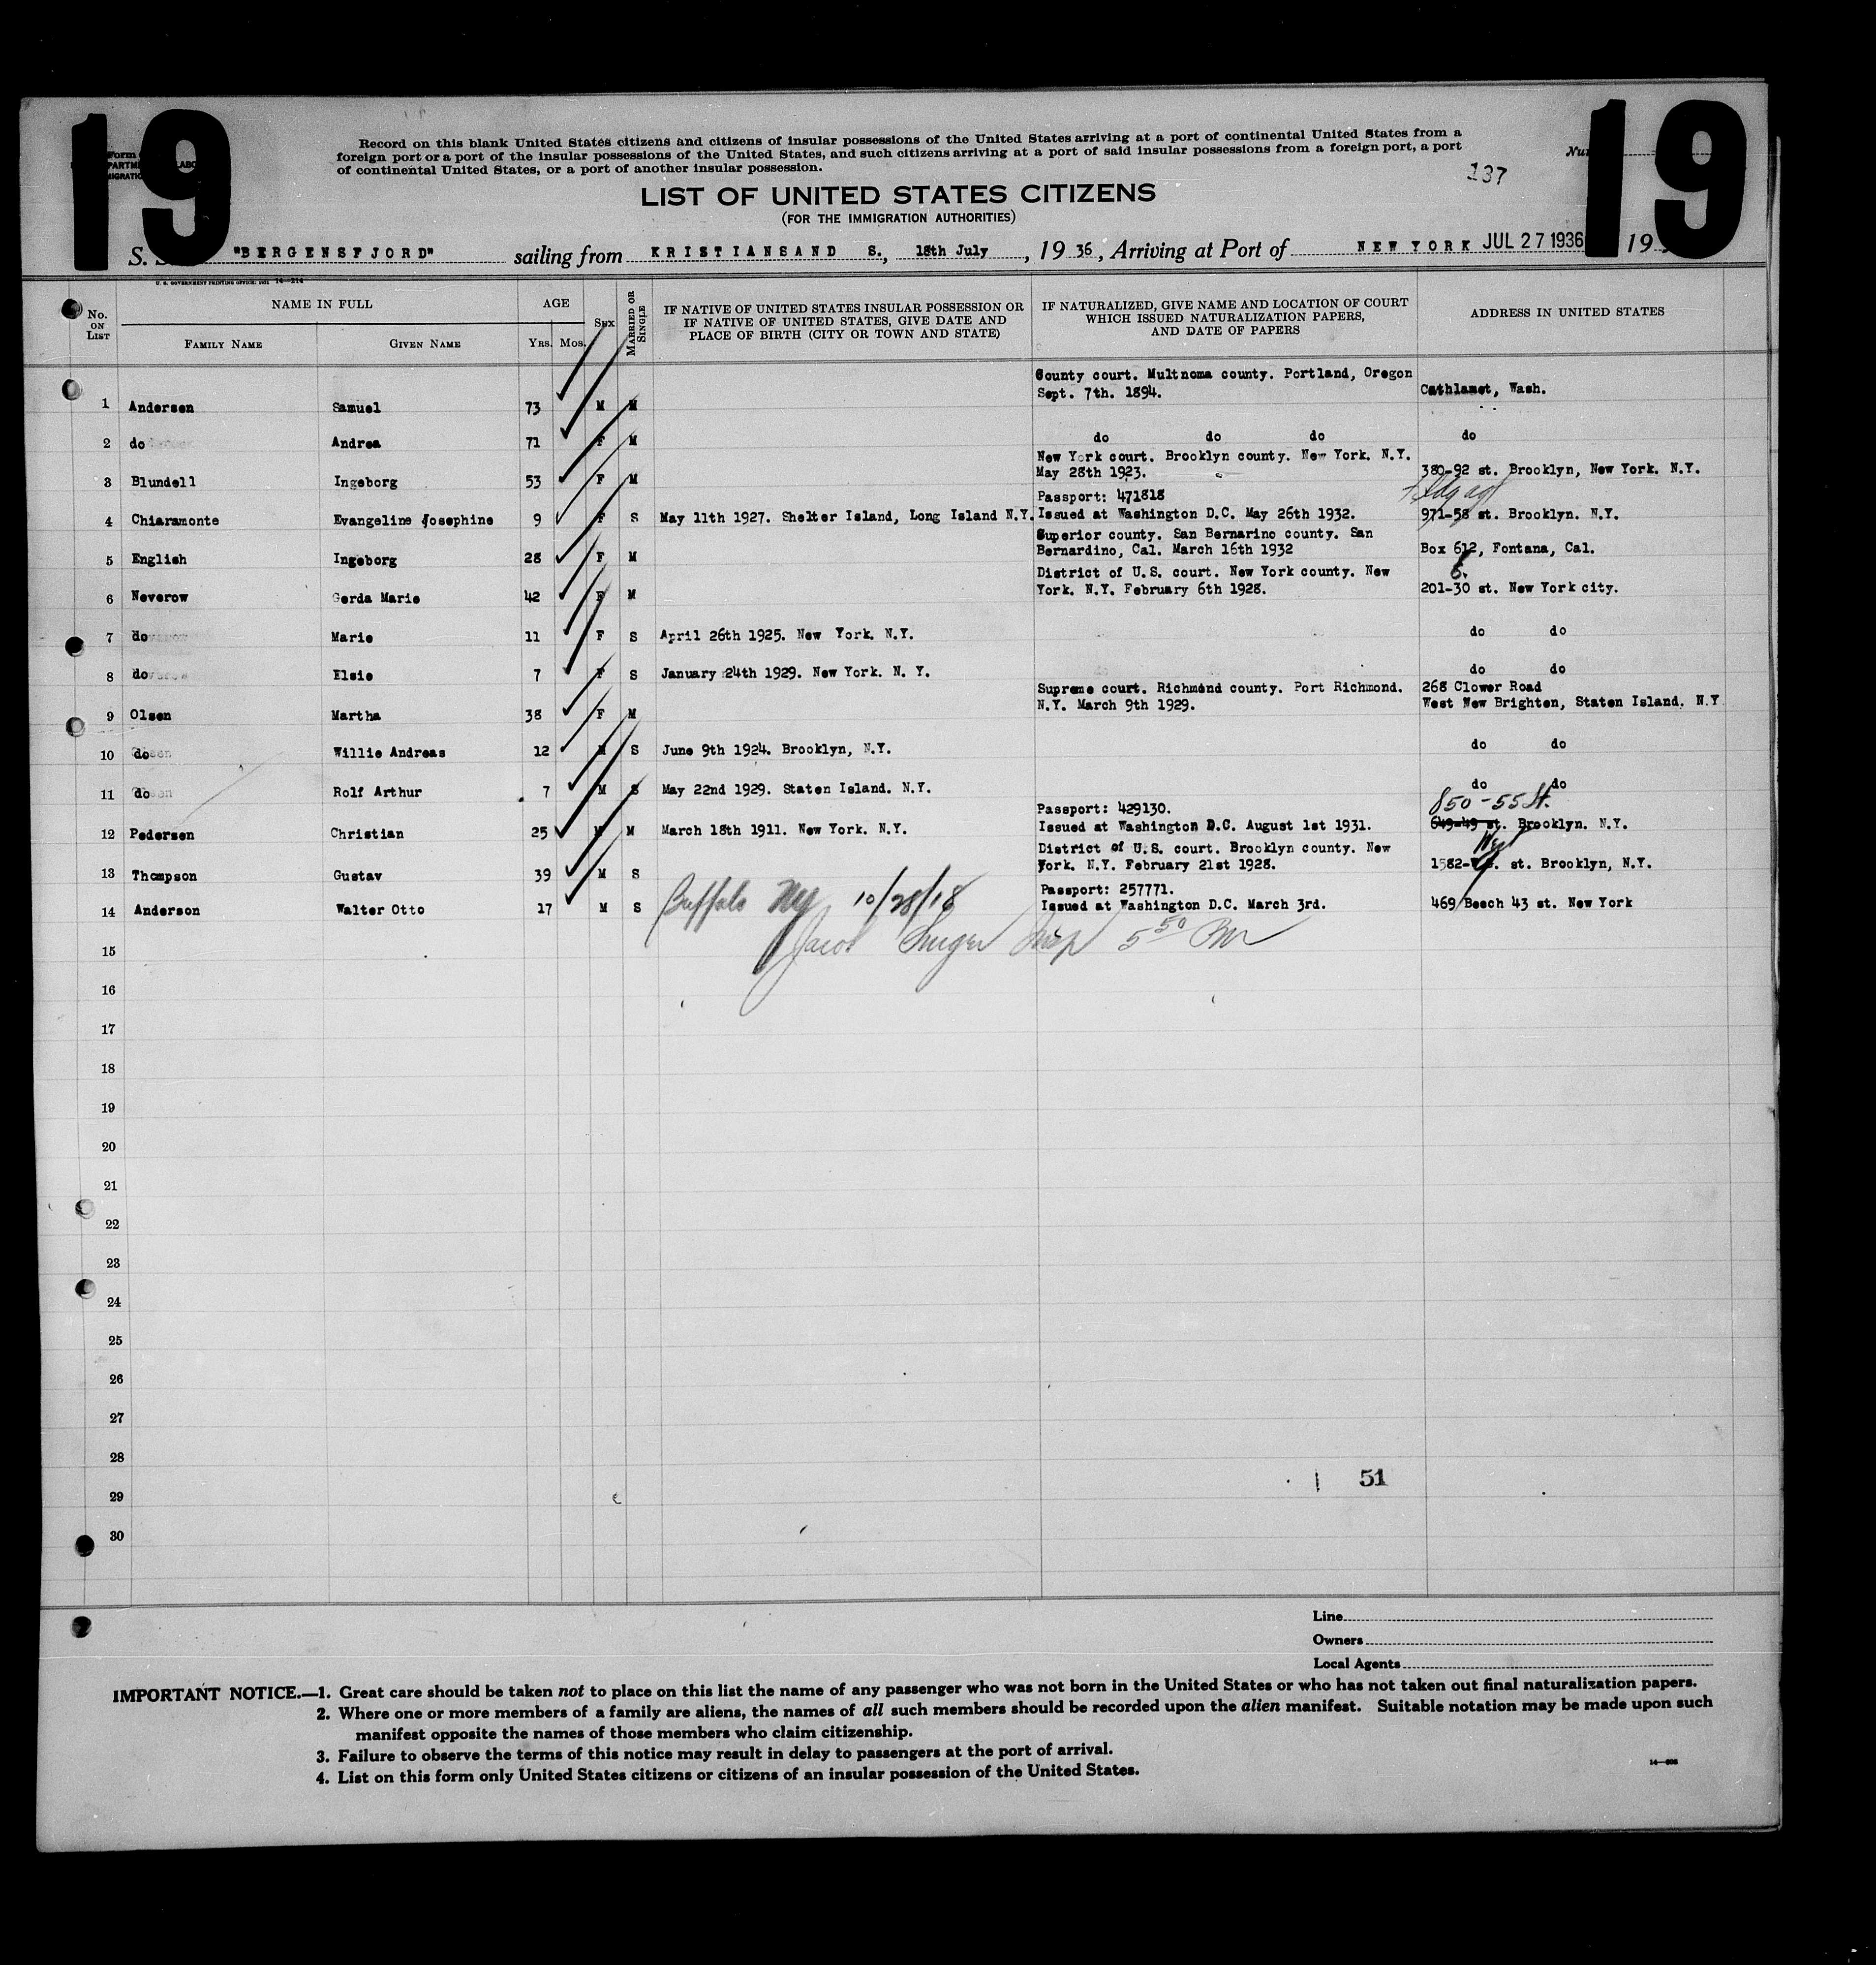 19
19
Record on this blank United States citizens and citizens of insular possessions of the United States arriving at a port of continental United States from a
foreign port or a port of the insular possessions of the United States, and such citizens arriving at a port of said insular possessions from a foreign port, a port
of continental United States, or a port of another insular possession.
137
LIST OF UNITED STATES CITIZENS
(FOR THE IMMIGRATION AUTHORITIES)
S. S. "BERGENSFJORD" sailing from KRISTIANSAND S., 18th July, 1936, Arriving at Port of NEW YORK JUL 27 1936 19
U. S. GOVERNMENT PRINTING OFFICE: 1931 14—214
No. ON LIST
NAME IN FULL
FAMILY NAME GIVEN NAME
AGE
Yrs. Mos.
SEX
MARRIED OR SINGLE
IF NATIVE OF UNITED STATES INSULAR POSSESSION OR
IF NATIVE OF UNITED STATES, GIVE DATE AND
PLACE OF BIRTH (CITY OR TOWN AND STATE)
IF NATURALIZED, GIVE NAME AND LOCATION OF COURT
WHICH ISSUED NATURALIZATION PAPERS,
AND DATE OF PAPERS
ADDRESS IN UNITED STATES
County court. Multnoma county. Portland, Oregon
1 Andersen Samuel 73 M M Sept. 7th. 1894. Cathlamet, Wash.
2 do Andrea 71 F M do do do do
New York court. Brooklyn county. New York. N.Y.
3 Blundell Ingeborg 53 F M May 28th 1923. 380-92 st. Brooklyn, New York. N.Y.
Passport: 471818
4 Chiaramonte Evangeline Josephine 9 F S May 11th 1927. Shelter Island, Long Island N.Y. Issued at Washington D.C. May 26th 1932. 971-58 st. Brooklyn. N.Y.
Superior county. San Bernarino county. San
5 English Ingeborg 28 F M Bernardino, Cal. March 16th 1932 Box 612, Fontana, Cal.
District of U.S. court. New York county. New
6 Neverow Gerda Marie 42 F M York. N.Y. February 6th 1928. 201-30 st. New York city.
7 do Marie 11 F S April 26th 1925. New York. N.Y. do do
8 do Elsie 7 F S January 24th 1929. New York. N. Y. do do
Supreme court. Richmond county. Port Richmond. 268 Clower Road
9 Olsen Martha 38 F M N.Y. March 9th 1929. West New Brighten, Staten Island. N.Y
10 do Willie Andreas 12 M S June 9th 1924. Brooklyn, N.Y. do do
11 do Rolf Arthur 7 M S May 22nd 1929. Staten Island. N.Y. do do
Passport: 429130. 850-55 St.
12 Pedersen Christian 25 M M March 18th 1911. New York. N.Y. Issued at Washington D.C. August 1st 1931. 649-49 st. Brooklyn. N.Y.
District of U.S. court. Brooklyn county. New West
13 Thompson Gustav 39 M S York. N.Y. February 21st 1928. 1582- st. Brooklyn, N.Y.
Passport: 257771.
14 Anderson Walter Otto 17 M S Buffalo NY 10/28/18 Issued at Washington D.C. March 3rd. 469 Beech 43 st. New York
Jacob Insp 5 50 PM
15
16
17
18
19
20
21
22
23
24
25
26
27
28
51
29
30
Line
Owners
Local Agents
IMPORTANT NOTICE.—1. Great care should be taken not to place on this list the name of any passenger who was not born in the United States or who has not taken out final naturalization papers.
2. Where one or more members of a family are aliens, the names of all such members should be recorded upon the alien manifest. Suitable notation may be made upon such
manifest opposite the names of those members who claim citizenship.
3. Failure to observe the terms of this notice may result in delay to passengers at the port of arrival.
4. List on this form only United States citizens or citizens of an insular possession of the United States.